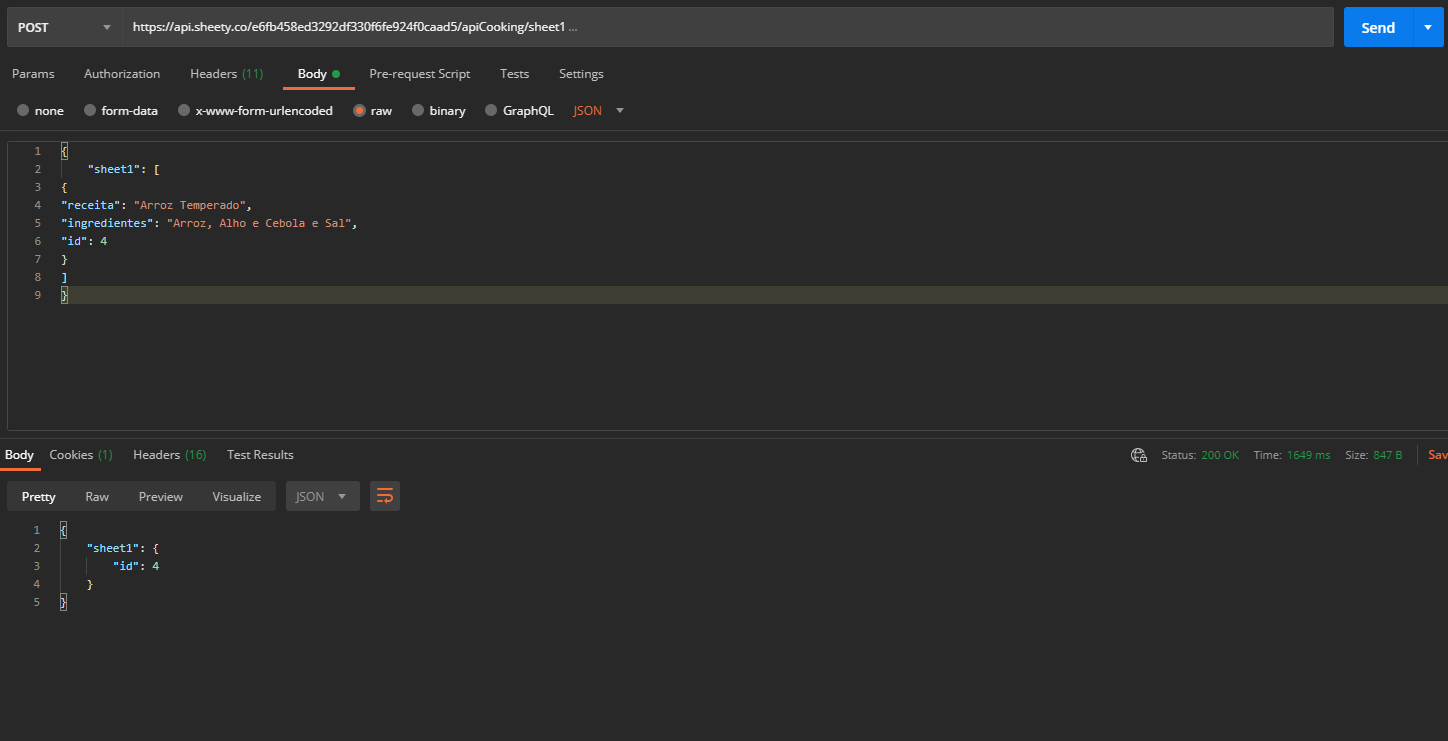 POST https://api.sheety.co/e6fb458ed3292df330f6fe924f0caad5/apiCooking/sheet1 ... Send
Params Authorization Headers (11) Body Pre-request Script Tests Settings
none form-data x-www-form-urlencoded raw binary GraphQL JSON
1 {
2 "sheet1": [
3 {
4 "receita": "Arroz Temperado",
5 "ingredientes": "Arroz, Alho e Cebola e Sal",
6 "id": 4
7 }
8 ]
9 }
Body Cookies (1) Headers (16) Test Results Status: 200 OK Time: 1649 ms Size: 847 B Sav
Pretty Raw Preview Visualize JSON
1 {
2 "sheet1": {
3 "id": 4
4 }
5 }